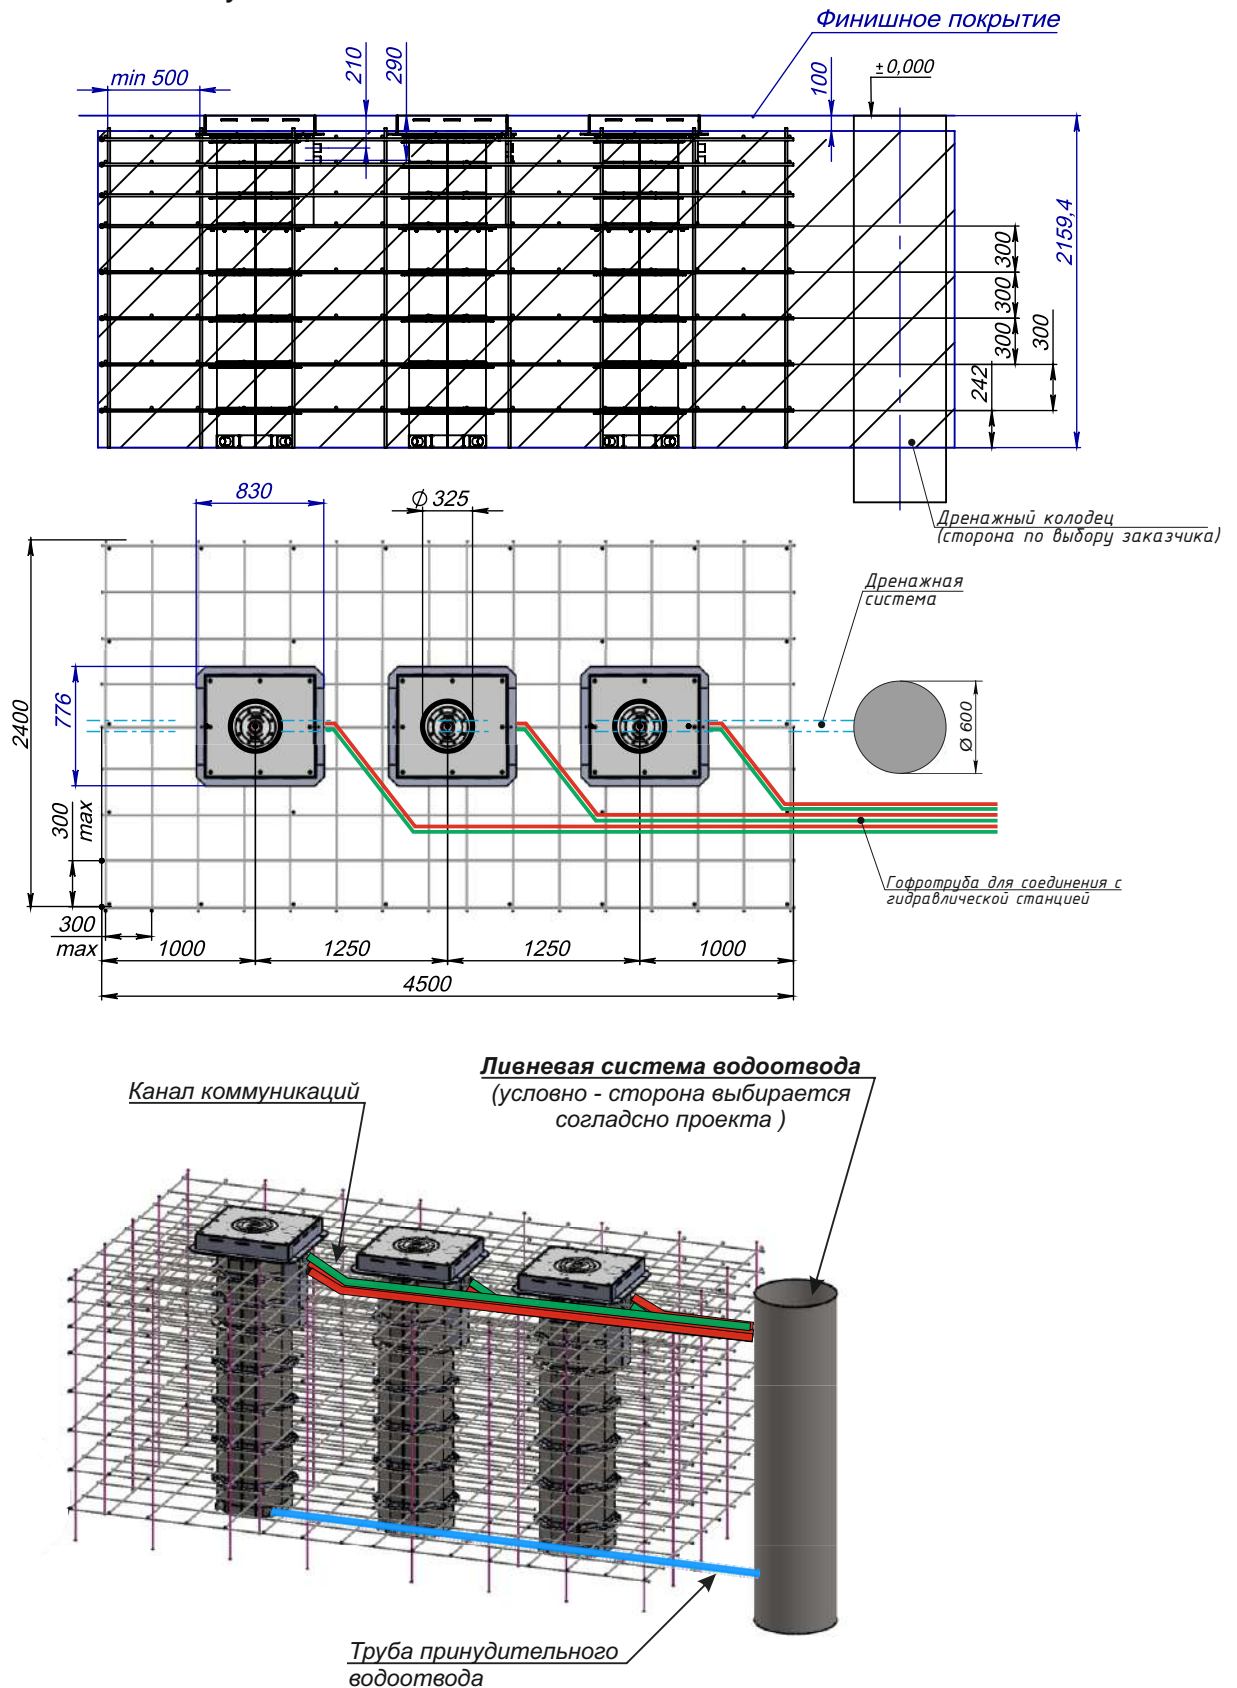 Финишное покрытие
min 500
210
290
100
±0,000
2159,4
300
300
300
300
242
Дренажный колодец
(сторона по выбору заказчика)
830
Ø 325
Дренажная
система
2400
776
Ø 600
300
max
Гофротруба для соединения с
гидравлической станцией
300
max
1000
1250
1250
1000
4500
Ливневая система водоотвода
(условно - сторона выбирается
согладсно проекта )
Канал коммуникаций
Труба принудительного
водоотвода